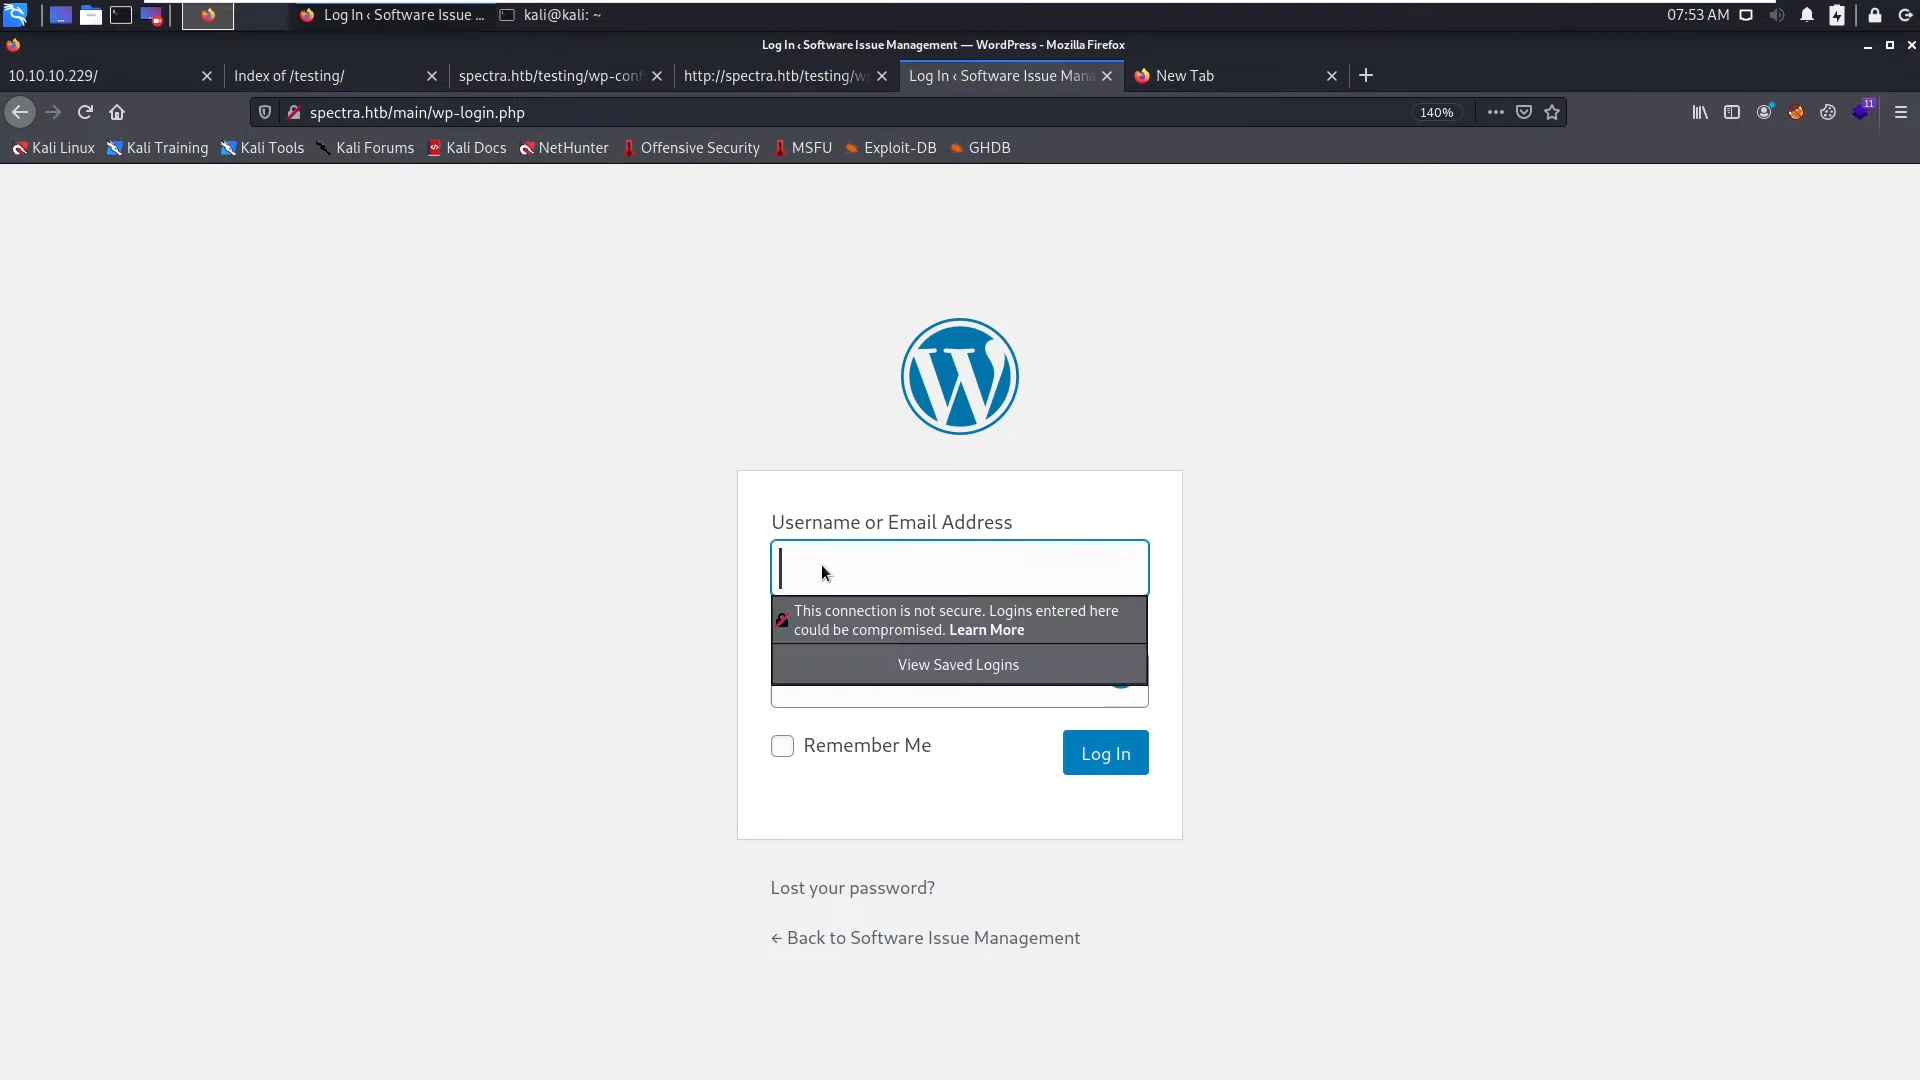 Log In ‹ Software Issue ...
kali@kali: ~
07:53 AM
Log In ‹ Software Issue Management — WordPress - Mozilla Firefox
10.10.10.229/
Index of /testing/
spectra.htb/testing/wp-conf
http://spectra.htb/testing/w
Log In ‹ Software Issue Mana
New Tab
spectra.htb/main/wp-login.php
140%
11
Kali Linux
Kali Training
Kali Tools
Kali Forums
Kali Docs
NetHunter
Offensive Security
MSFU
Exploit-DB
GHDB
Username or Email Address
This connection is not secure. Logins entered here
could be compromised. Learn More
View Saved Logins
Remember Me
Log In
Lost your password?
← Back to Software Issue Management